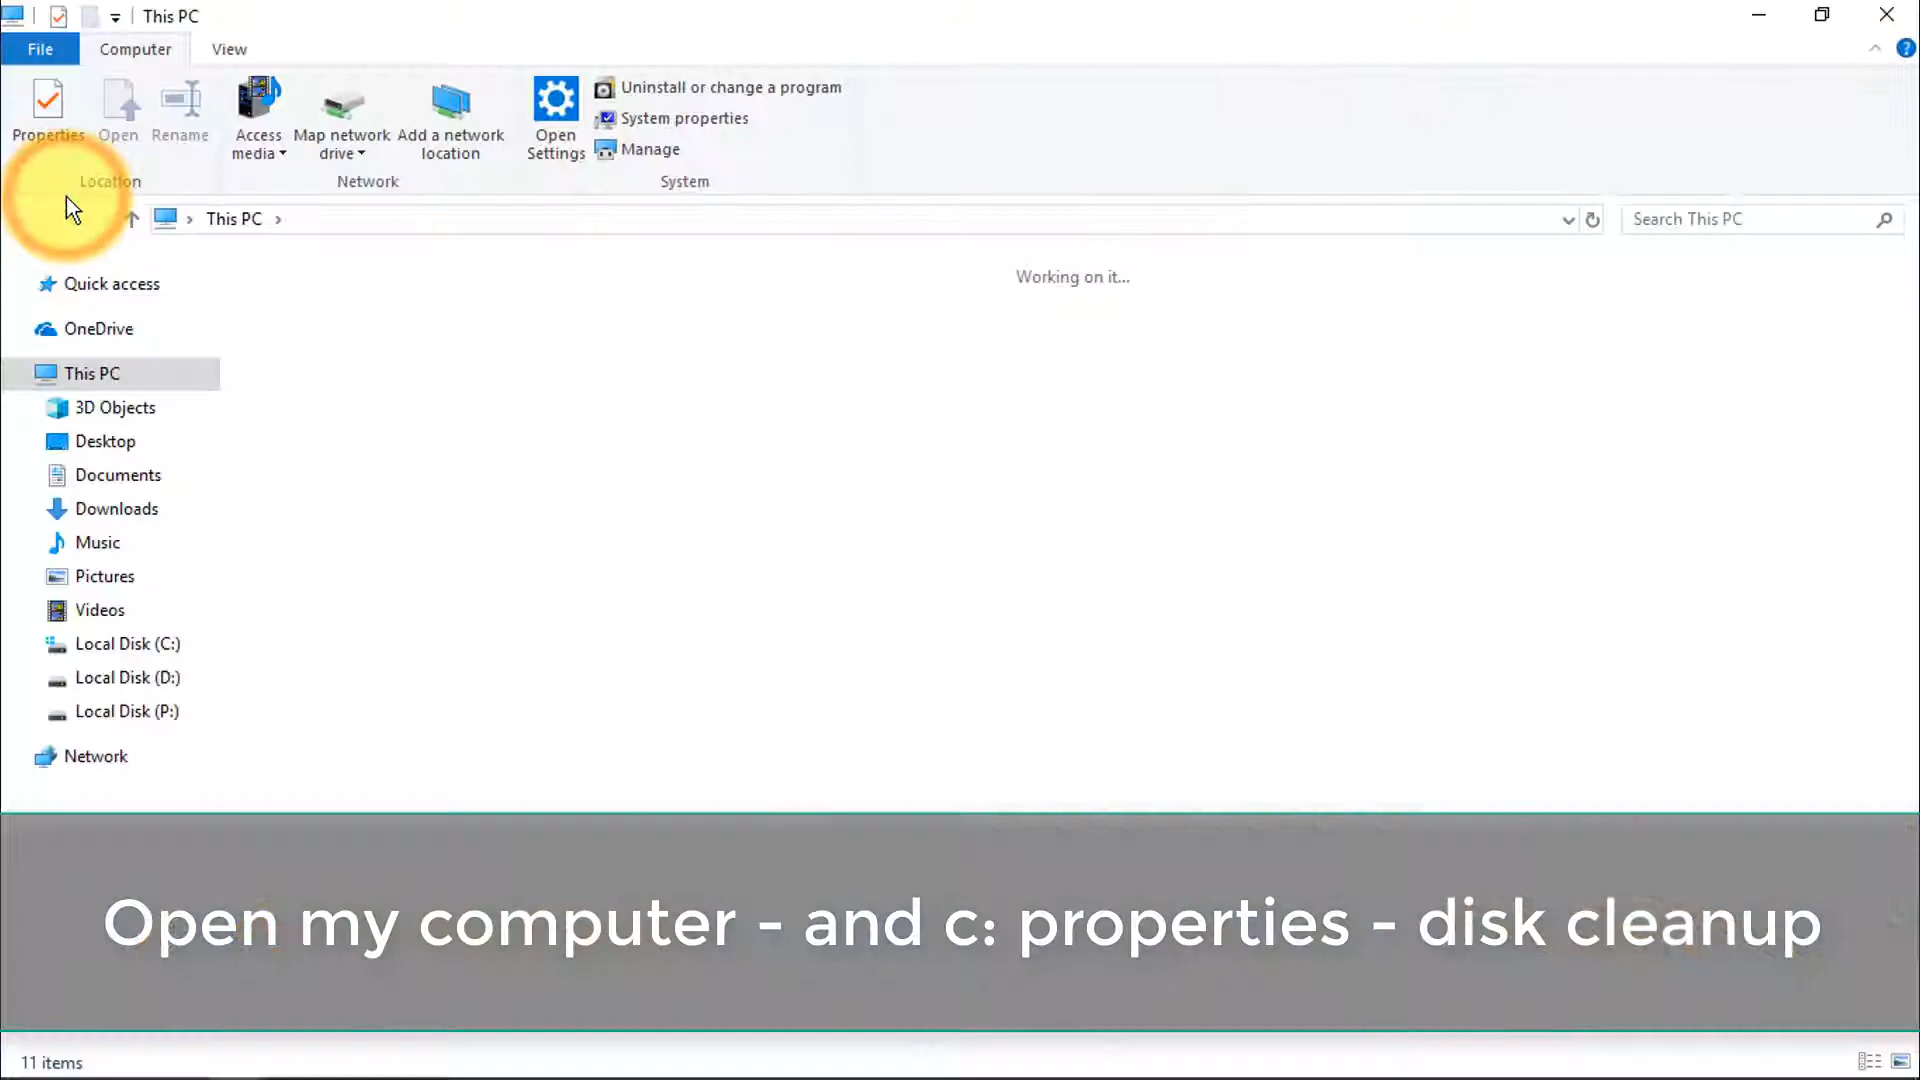 This PC
File Computer View
Properties Open Rename
Access media
Map network drive
Add a network location
Open Settings
Uninstall or change a program
System properties
Manage
Location Network System
This PC
Search This PC
Working on it...
Quick access
OneDrive
This PC
3D Objects
Desktop
Documents
Downloads
Music
Pictures
Videos
Local Disk (C:)
Local Disk (D:)
Local Disk (P:)
Network
Open my computer - and c: properties - disk cleanup
11 items